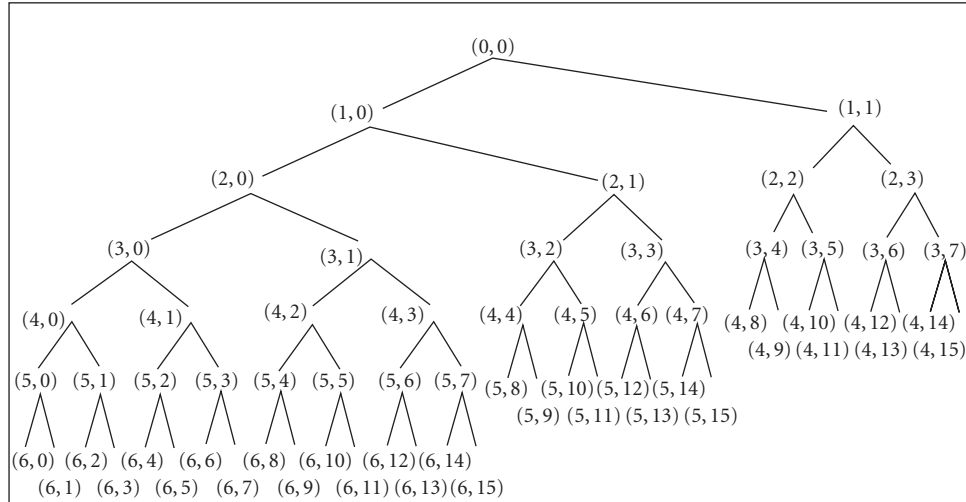 (0, 0)
(1, 0) (1, 1)
(2, 0) (2, 1) (2, 2) (2, 3)
(3, 0) (3, 1) (3, 2) (3, 3) (3, 4) (3, 5) (3, 6) (3, 7)
(4, 0) (4, 1) (4, 2) (4, 3) (4, 4) (4, 5) (4, 6) (4, 7) (4, 8) (4, 10) (4, 12) (4, 14)
(4, 9) (4, 11) (4, 13) (4, 15)
(5, 0) (5, 1) (5, 2) (5, 3) (5, 4) (5, 5) (5, 6) (5, 7) (5, 8) (5, 10) (5, 12) (5, 14)
(5, 9) (5, 11) (5, 13) (5, 15)
(6, 0) (6, 2) (6, 4) (6, 6) (6, 8) (6, 10) (6, 12) (6, 14)
(6, 1) (6, 3) (6, 5) (6, 7) (6, 9) (6, 11) (6, 13) (6, 15)